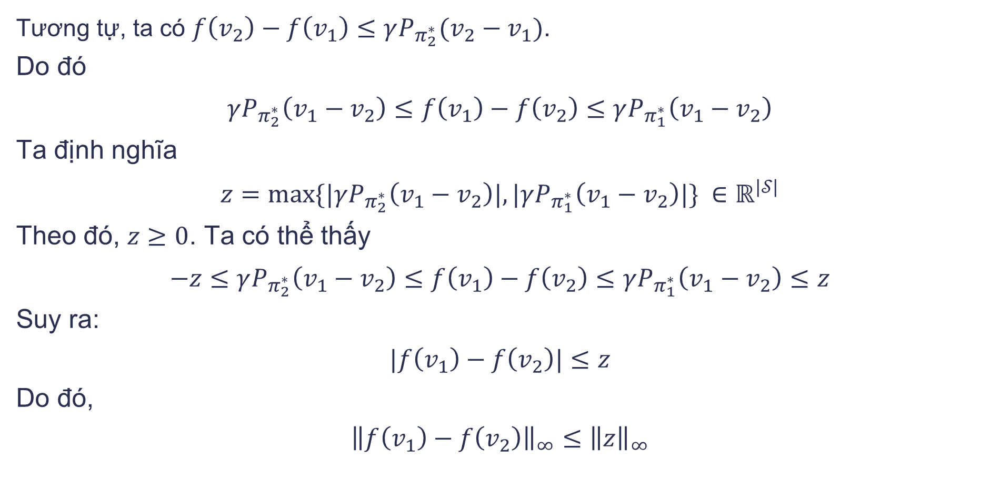 Tương tự, ta có $f(v_2) - f(v_1) \leq \gamma P_{\pi_2^*}(v_2 - v_1)$.
Do đó
$\gamma P_{\pi_2^*}(v_1 - v_2) \leq f(v_1) - f(v_2) \leq \gamma P_{\pi_1^*}(v_1 - v_2)$
Ta định nghĩa
$z = \max\{|\gamma P_{\pi_2^*}(v_1 - v_2)|, |\gamma P_{\pi_1^*}(v_1 - v_2)|\} \in \mathbb{R}^{|\mathcal{S}|}$
Theo đó, $z \geq 0$. Ta có thể thấy
$-z \leq \gamma P_{\pi_2^*}(v_1 - v_2) \leq f(v_1) - f(v_2) \leq \gamma P_{\pi_1^*}(v_1 - v_2) \leq z$
Suy ra:
$|f(v_1) - f(v_2)| \leq z$
Do đó,
$\|f(v_1) - f(v_2)\|_\infty \leq \|z\|_\infty$